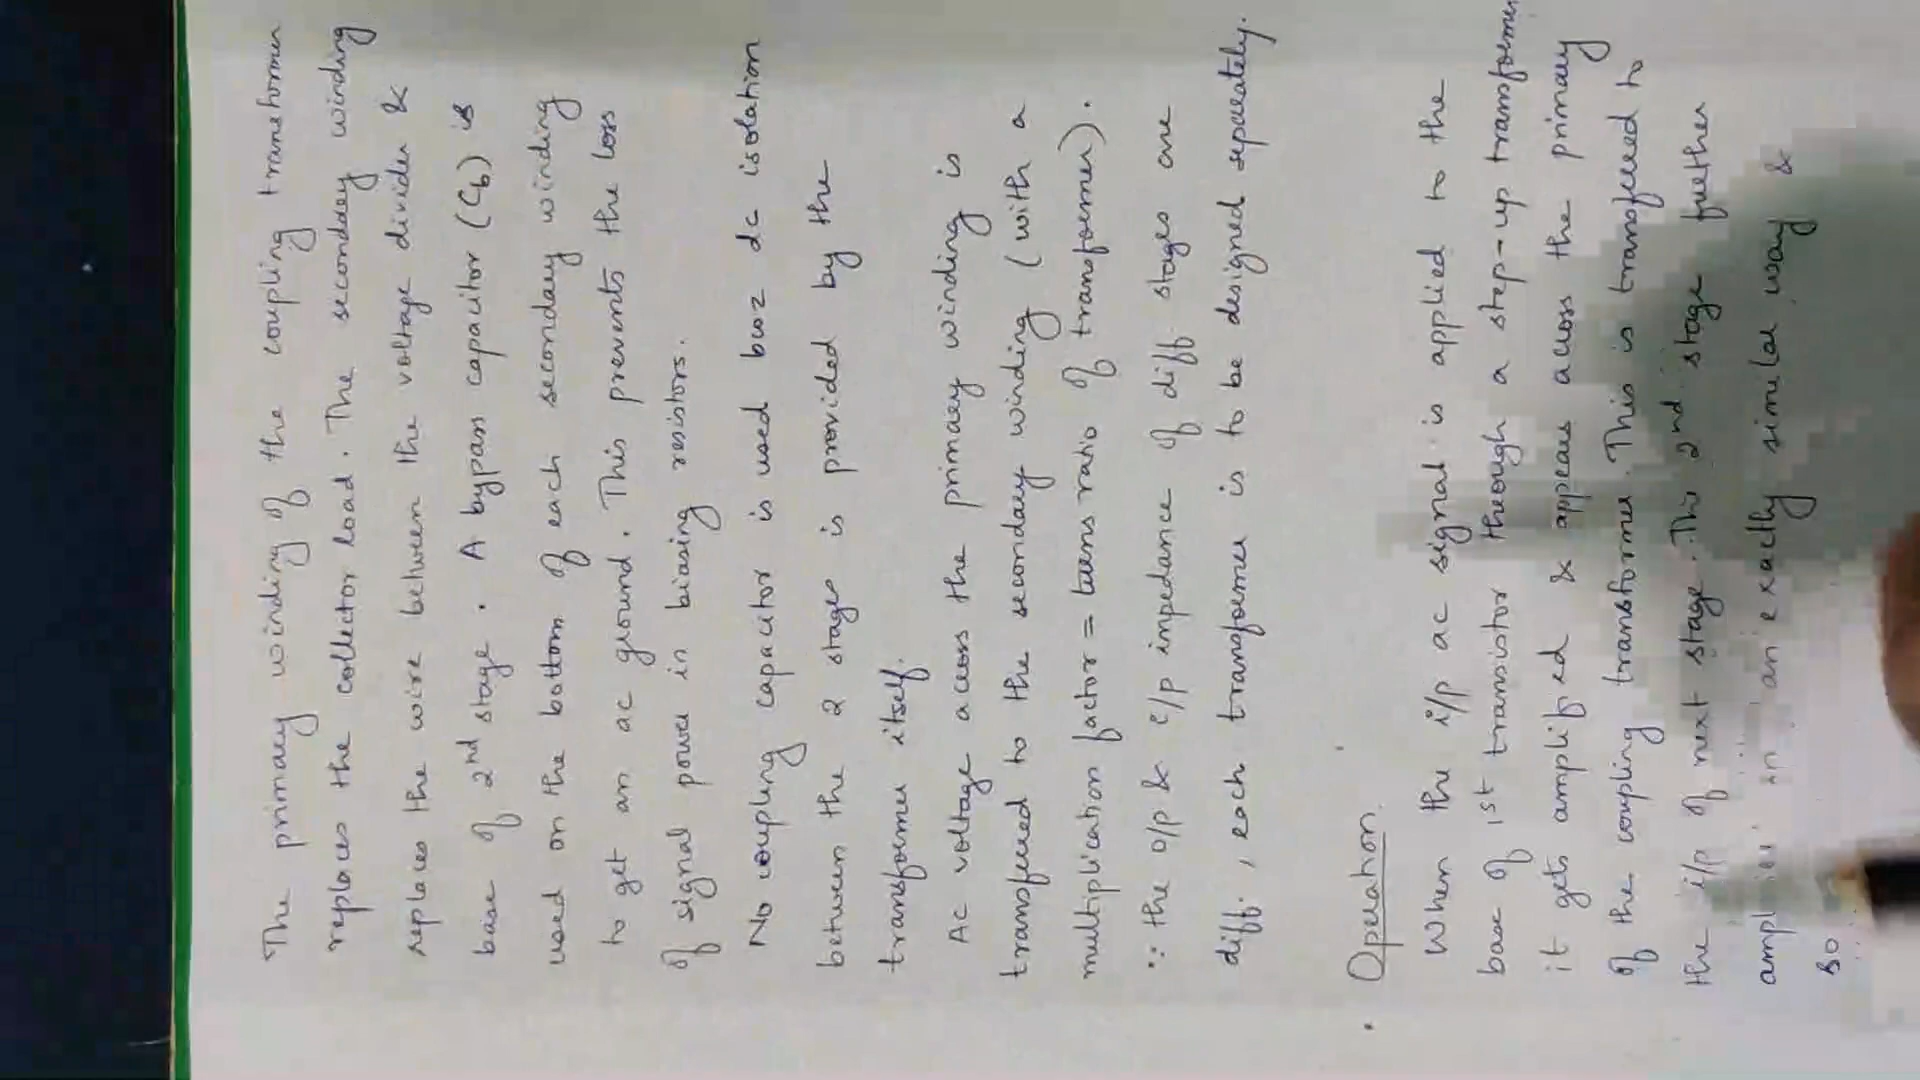 The primary winding of the coupling transformer
replaces the collector load. The secondary winding
replaces the wire between the voltage divider &
base of 2nd stage. A bypass capacitor (Cb) is
used on the bottom of each secondary winding
to get an ac ground. This prevents the loss
of signal power in biasing resistors.
No coupling capacitor is used bcoz dc isolation
between the 2 stages is provided by the
transformer itself.
Ac voltage across the primary winding is
transferred to the secondary winding (with a
multiplication factor = turns ratio of transformer).
∵ the o/p & i/p impedance of diff. stages are
diff., each transformer is to be designed separately.
• Operation.
When the i/p ac signal is applied to the
base of 1st transistor through a step-up transformer
it gets amplified & appears across the primary
of the coupling transformer. This is transferred to
the i/p of next stage. This 2nd stage further
in an exactly similar way &
so